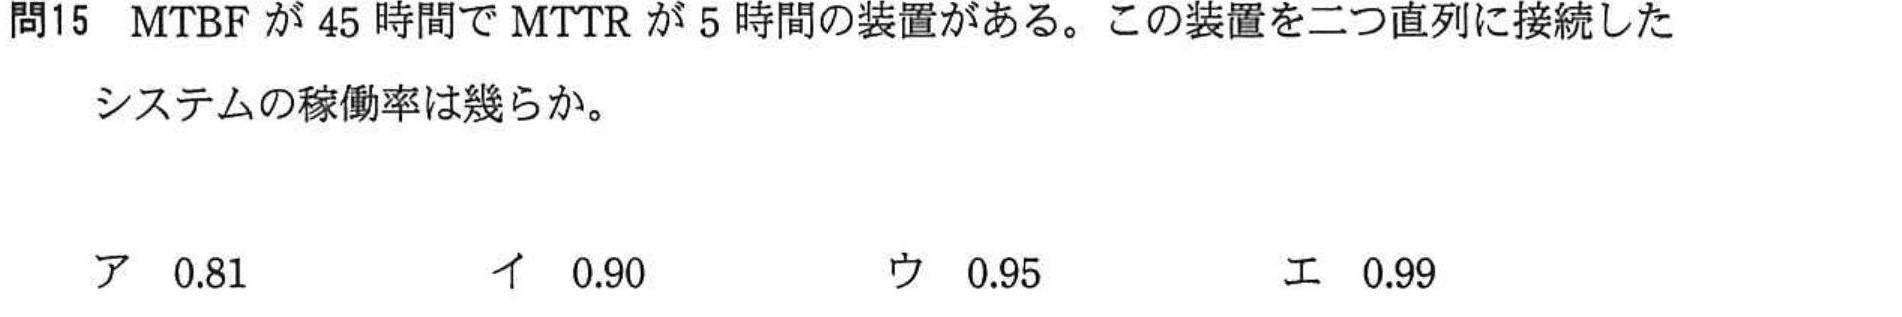 問15 MTBF が 45 時間で MTTR が 5 時間の装置がある。この装置を二つ直列に接続した
システムの稼働率は幾らか。
ア 0.81 イ 0.90 ウ 0.95 エ 0.99